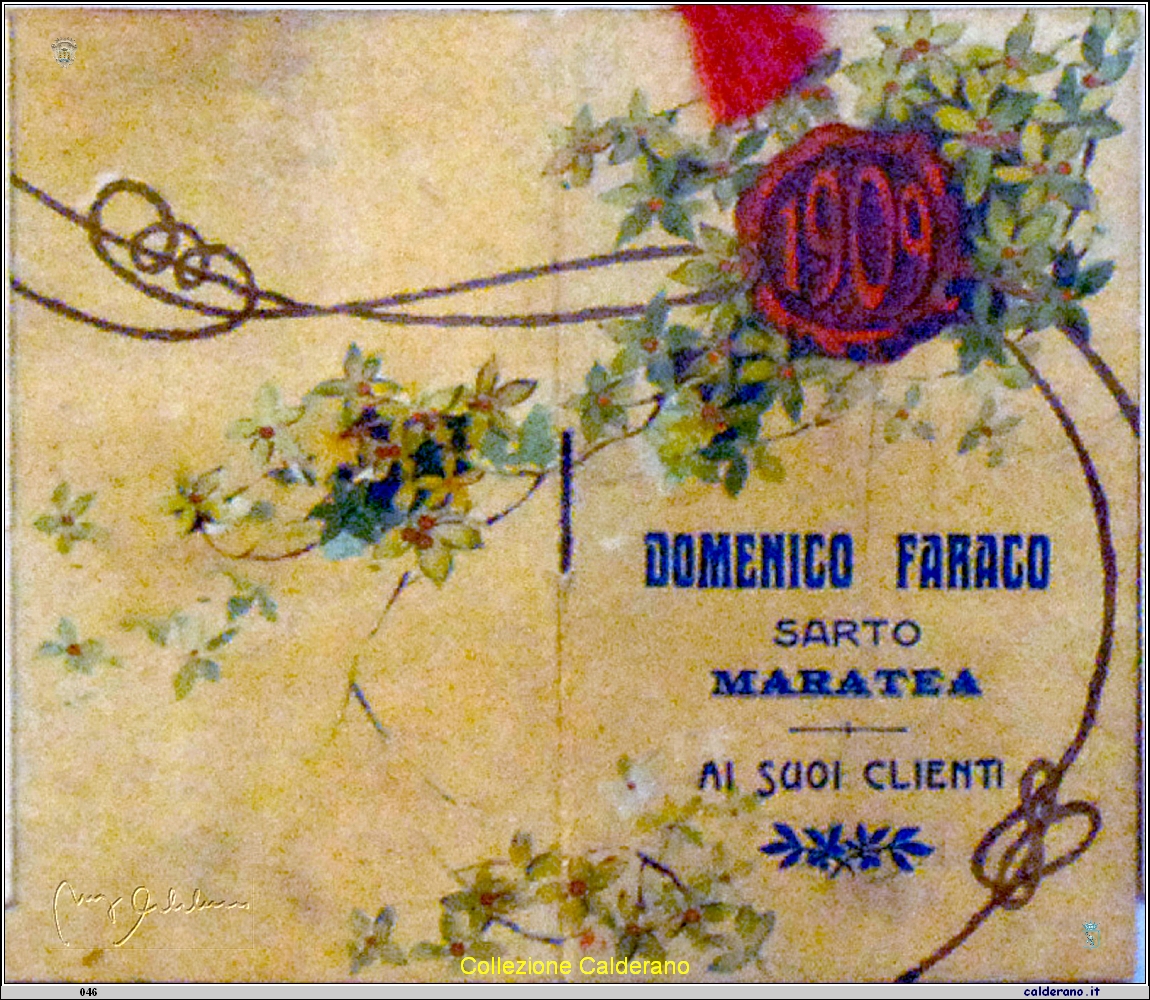 1909
DOMENICO FARACO
SARTO
MARATEA
AI SUOI CLIENTI
Collezione Calderano
046
calderano.it